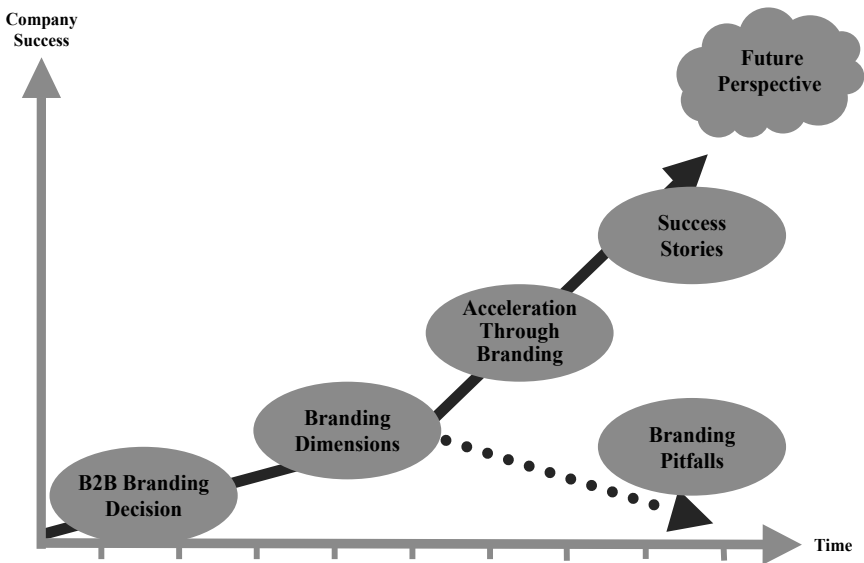 Company
Success
Future
Perspective
Success
Stories
Acceleration
Through
Branding
Branding
Dimensions
Branding
Pitfalls
B2B Branding
Decision
Time